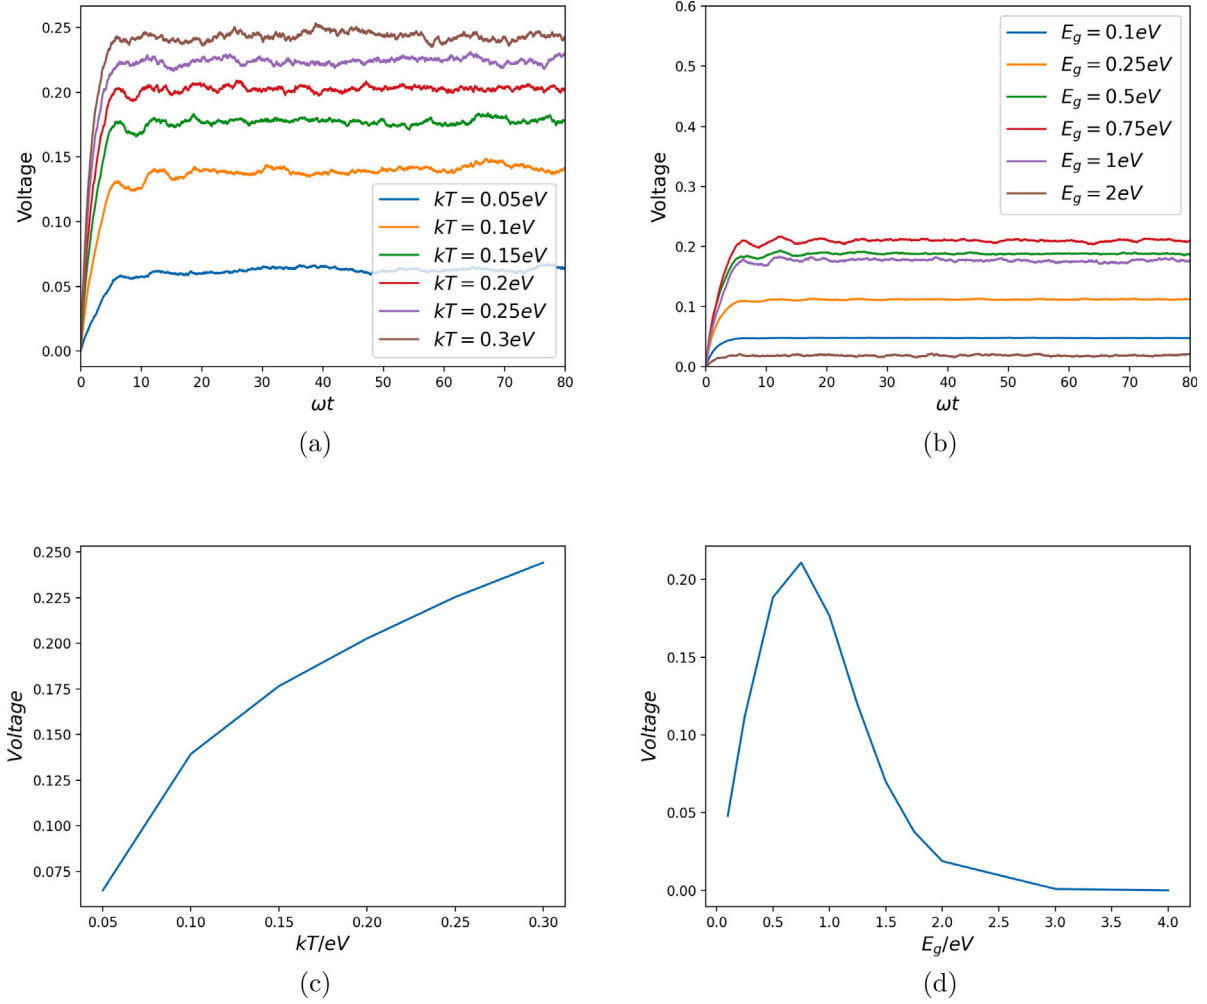 0.25
0.20
0.15
0.10
0.05
0.00
Voltage
kT = 0.05eV
kT = 0.1eV
kT = 0.15eV
kT = 0.2eV
kT = 0.25eV
kT = 0.3eV
0 10 20 30 40 50 60 70 80
ωt
(a)
0.6
0.5
0.4
0.3
0.2
0.1
0.0
Voltage
E_g = 0.1eV
E_g = 0.25eV
E_g = 0.5eV
E_g = 0.75eV
E_g = 1eV
E_g = 2eV
0 10 20 30 40 50 60 70 80
ωt
(b)
0.250
0.225
0.200
0.175
0.150
0.125
0.100
0.075
Voltage
0.05 0.10 0.15 0.20 0.25 0.30
kT/eV
(c)
0.20
0.15
0.10
0.05
0.00
Voltage
0.0 0.5 1.0 1.5 2.0 2.5 3.0 3.5 4.0
E_g/eV
(d)